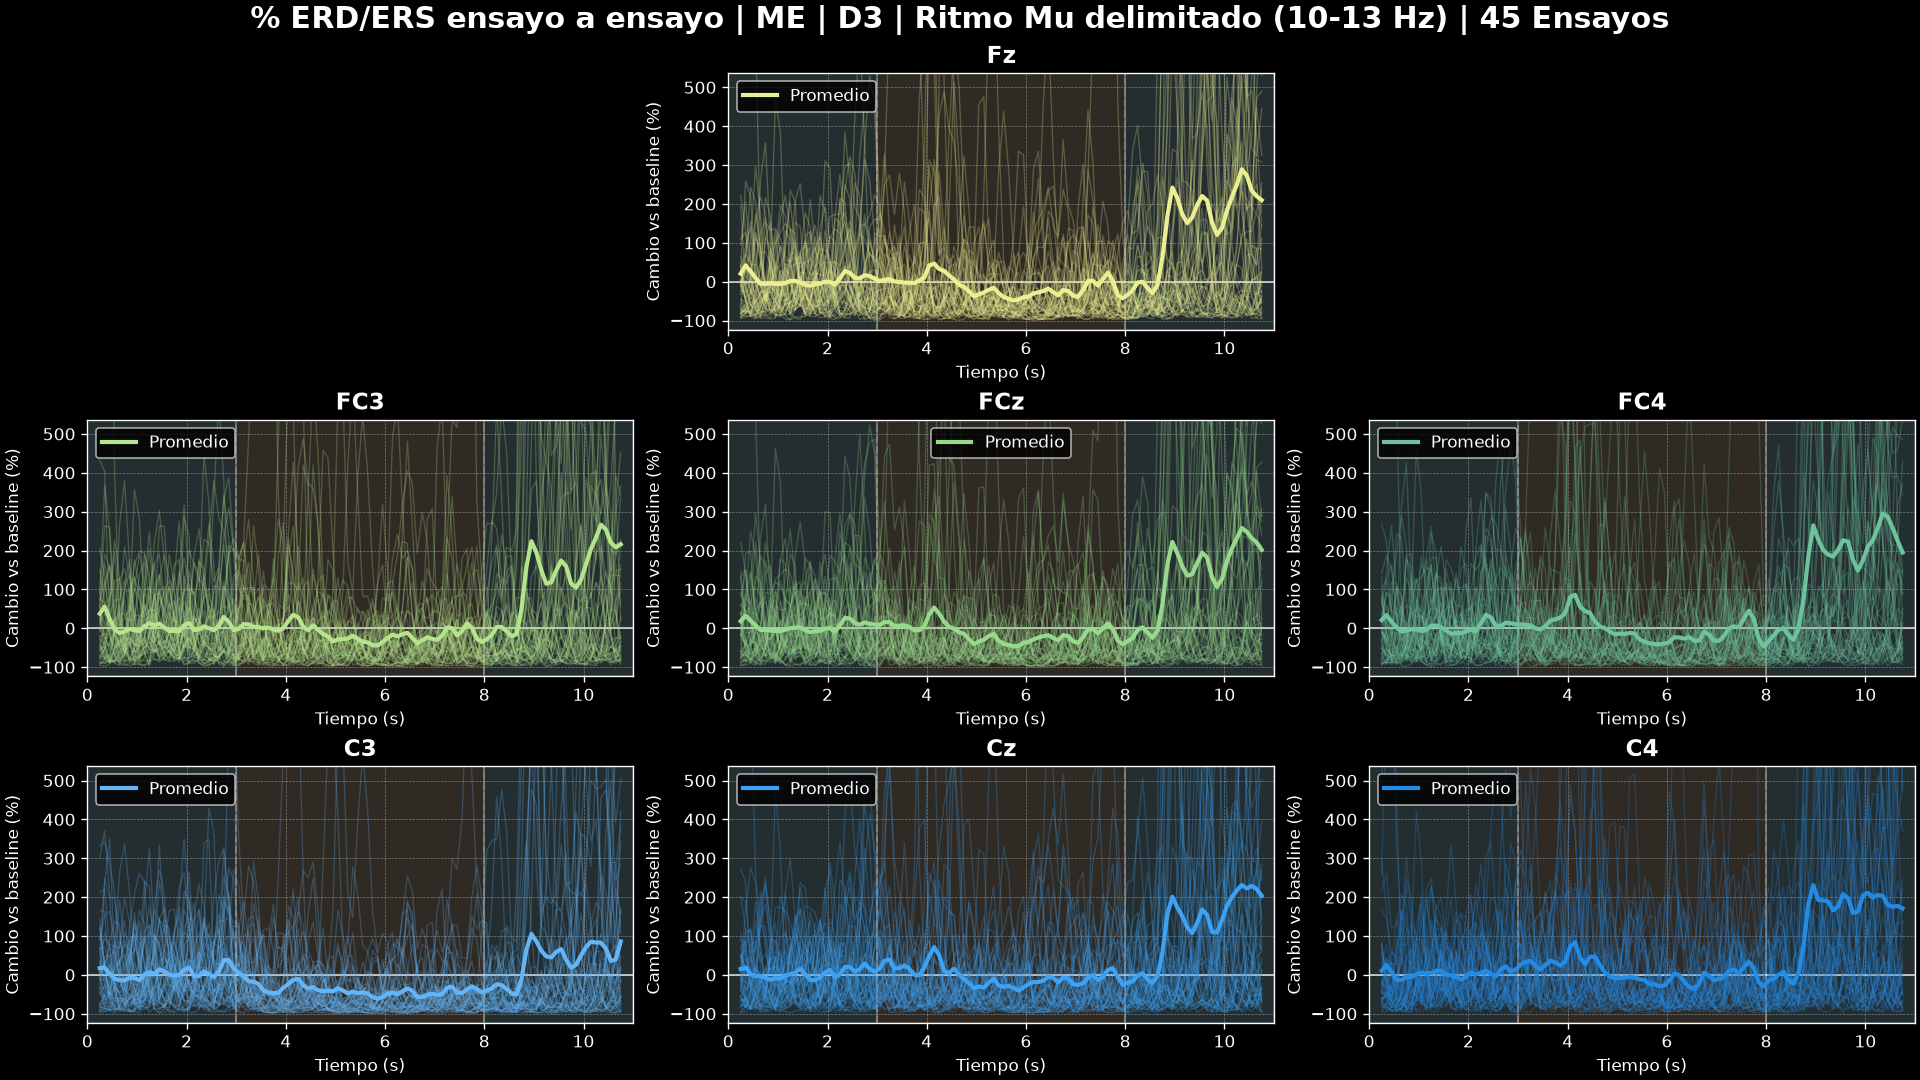 % ERD/ERS ensayo a ensayo | ME | D3 | Ritmo Mu delimitado (10-13 Hz) | 45 Ensayos
Fz
Cambio vs baseline (%)
500
400
300
200
100
0
−100
Promedio
0 2 4 6 8 10
Tiempo (s)
FC3
Cambio vs baseline (%)
500
400
300
200
100
0
−100
Promedio
0 2 4 6 8 10
Tiempo (s)
FCz
Cambio vs baseline (%)
500
400
300
200
100
0
−100
Promedio
0 2 4 6 8 10
Tiempo (s)
FC4
Cambio vs baseline (%)
500
400
300
200
100
0
−100
Promedio
0 2 4 6 8 10
Tiempo (s)
C3
Cambio vs baseline (%)
500
400
300
200
100
0
−100
Promedio
0 2 4 6 8 10
Tiempo (s)
Cz
Cambio vs baseline (%)
500
400
300
200
100
0
−100
Promedio
0 2 4 6 8 10
Tiempo (s)
C4
Cambio vs baseline (%)
500
400
300
200
100
0
−100
Promedio
0 2 4 6 8 10
Tiempo (s)